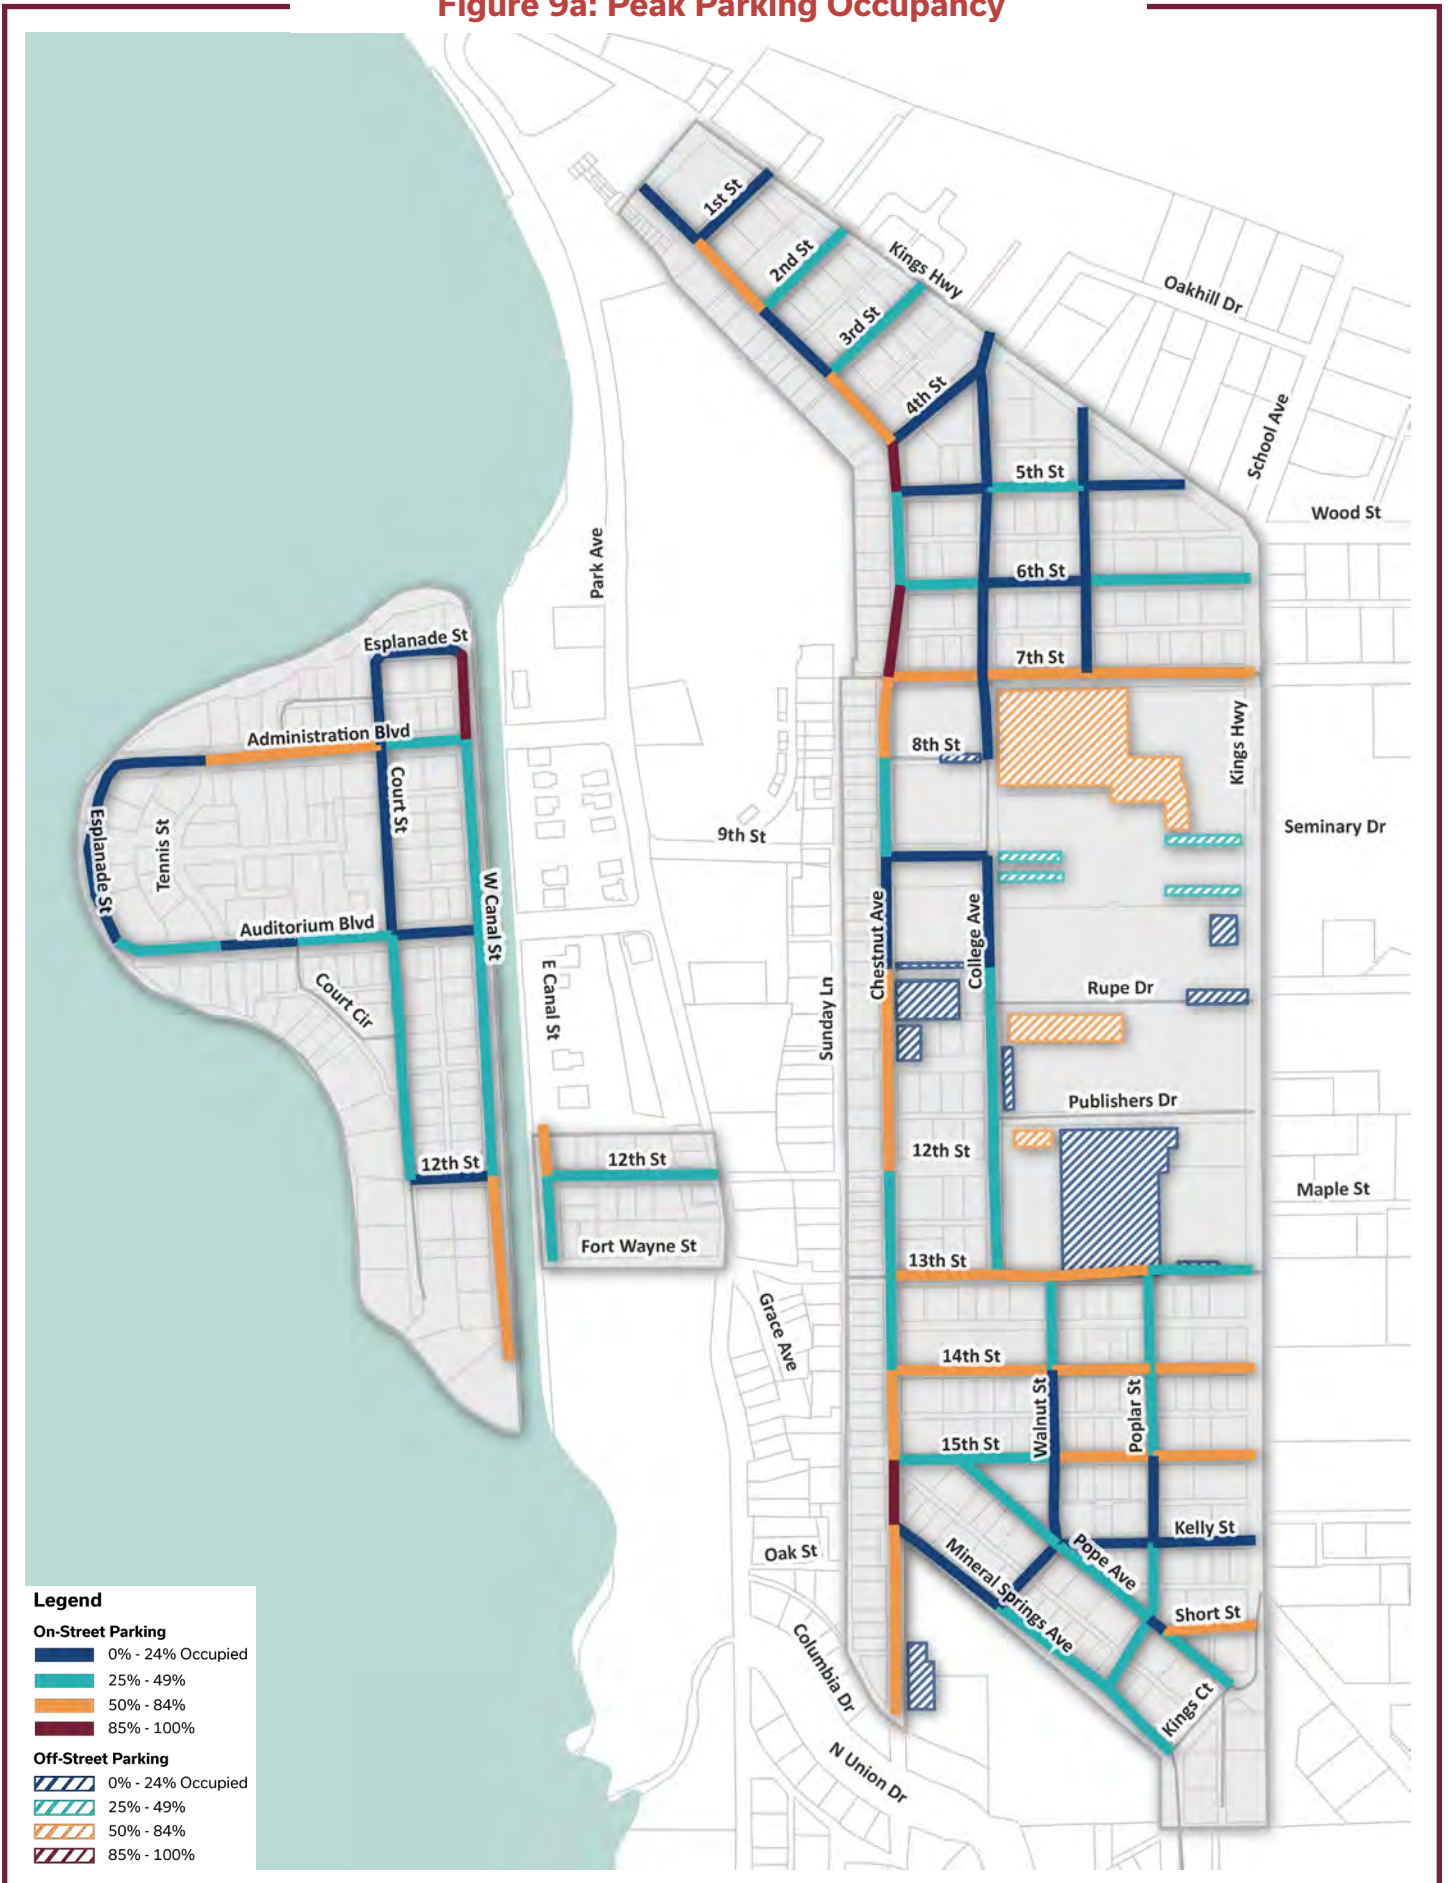 Figure 9a: Peak Parking Occupancy
1st St
2nd St
Kings Hwy
3rd St
Oakhill Dr
4th St
School Ave
5th St
Wood St
Park Ave
6th St
Esplanade St
7th St
Administration Blvd
8th St
Kings Hwy
Court St
Esplanade St
Tennis St
9th St
Seminary Dr
W Canal St
Chestnut Ave
College Ave
Auditorium Blvd
E Canal St
Court Cir
Sunday Ln
Rupe Dr
Publishers Dr
12th St
12th St
12th St
Maple St
Fort Wayne St
13th St
Grace Ave
14th St
Walnut St
Poplar St
15th St
Kelly St
Oak St
Mineral Springs Ave
Pope Ave
Short St
Columbia Dr
Kings Ct
N Union Dr
Legend
On-Street Parking
0% - 24% Occupied
25% - 49%
50% - 84%
85% - 100%
Off-Street Parking
0% - 24% Occupied
25% - 49%
50% - 84%
85% - 100%